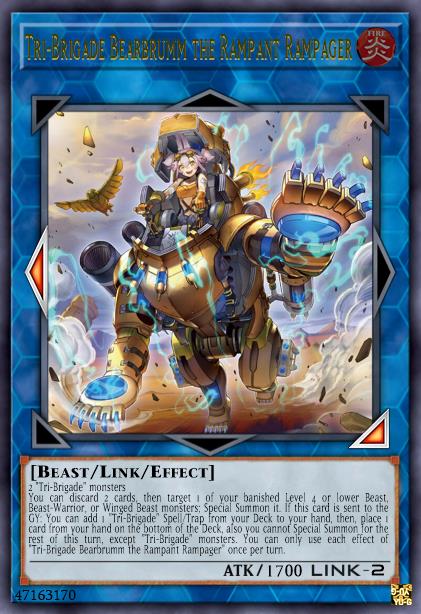 Tri-Brigade Bearbrumm the Rampant Rampager
FIRE
炎
[Beast/Link/Effect]
2 "Tri-Brigade" monsters
You can discard 2 cards, then target 1 of your banished Level 4 or lower Beast,
Beast-Warrior, or Winged Beast monsters; Special Summon it. If this card is sent to the
GY: You can add 1 "Tri-Brigade" Spell/Trap from your Deck to your hand, then, place 1
card from your hand on the bottom of the Deck, also you cannot Special Summon for the
rest of this turn, except "Tri-Brigade" monsters. You can only use each effect of
"Tri-Brigade Bearbrumm the Rampant Rampager" once per turn.
ATK/1700 LINK-2
47163170